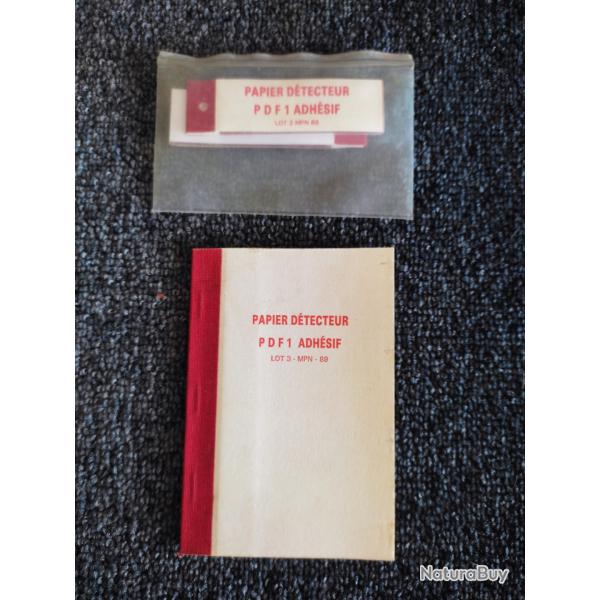 PAPIER DÉTECTEUR
P D F 1 ADHÉSIF
LOT 3 MPN 89
PAPIER DÉTECTEUR
P D F 1 ADHÉSIF
LOT 3 - MPN - 89
NaturaBuy